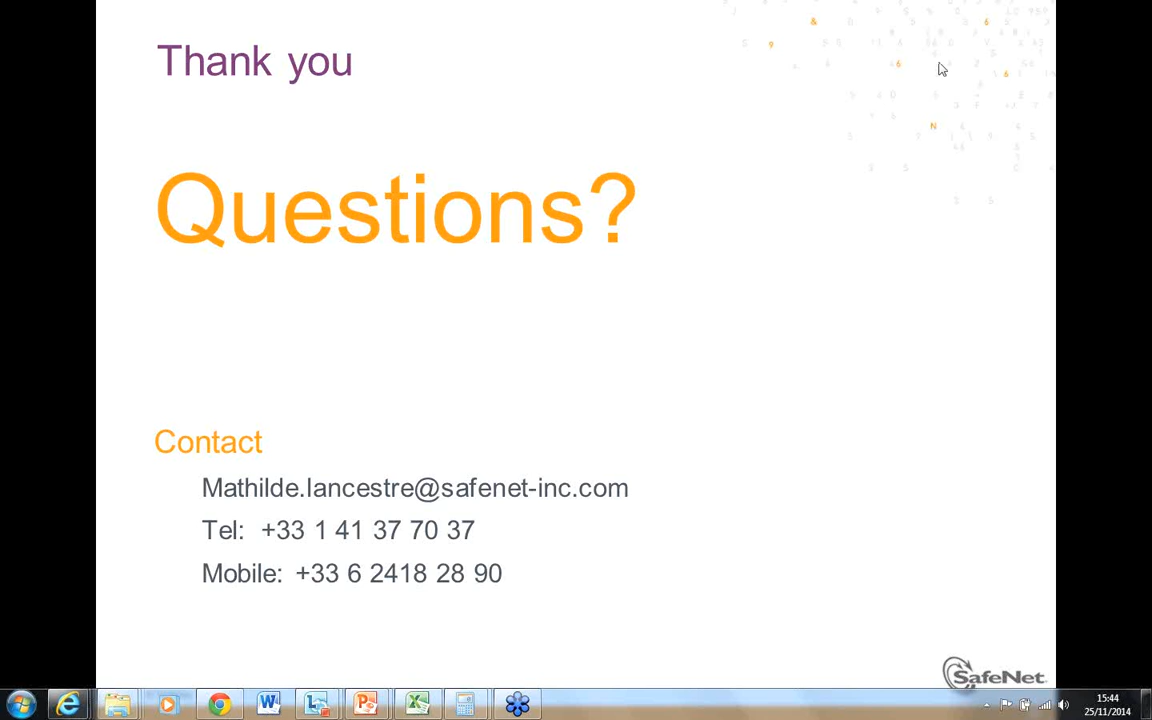 Thank you
Questions?
Contact
Mathilde.lancestre@safenet-inc.com
Tel: +33 1 41 37 70 37
Mobile: +33 6 2418 28 90
SafeNet.
15:44
25/11/2014